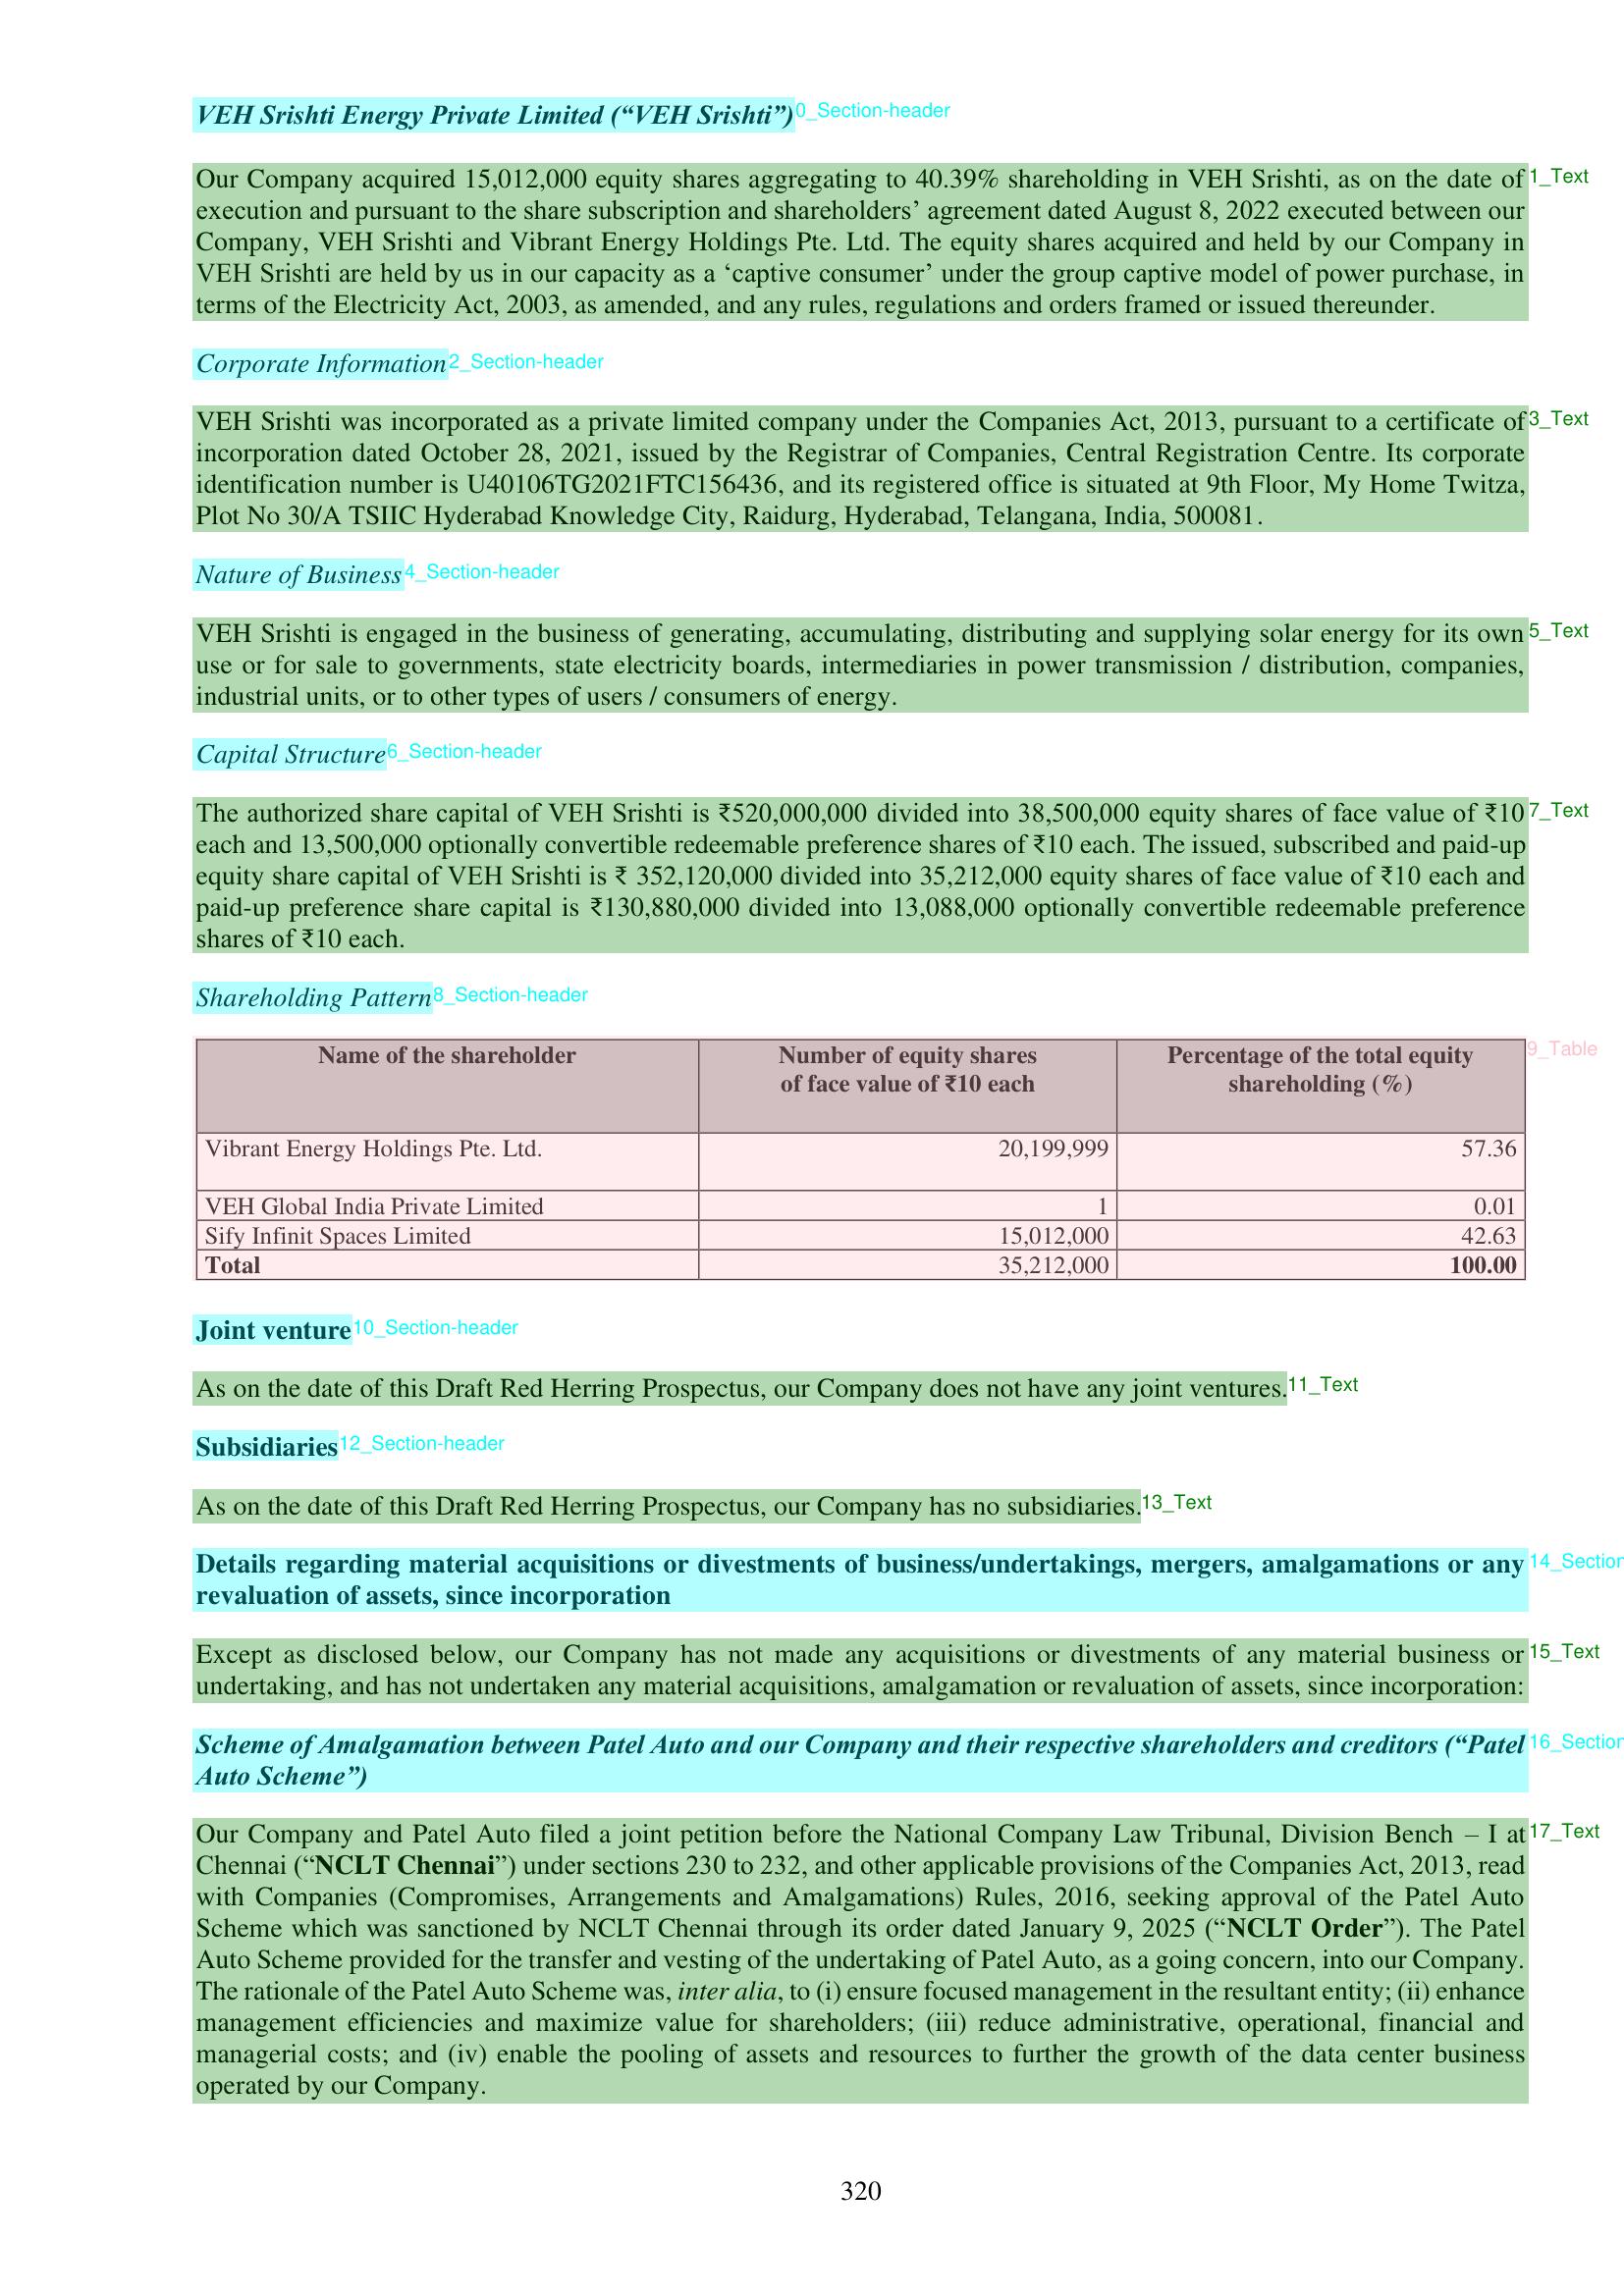 VEH Srishti Energy Private Limited (“VEH Srishti”)
0_Section-header
Our Company acquired 15,012,000 equity shares aggregating to 40.39% shareholding in VEH Srishti, as on the date of
1_Text
execution and pursuant to the share subscription and shareholders’ agreement dated August 8, 2022 executed between our
Company, VEH Srishti and Vibrant Energy Holdings Pte. Ltd. The equity shares acquired and held by our Company in
VEH Srishti are held by us in our capacity as a ‘captive consumer’ under the group captive model of power purchase, in
terms of the Electricity Act, 2003, as amended, and any rules, regulations and orders framed or issued thereunder.
Corporate Information
2_Section-header
VEH Srishti was incorporated as a private limited company under the Companies Act, 2013, pursuant to a certificate of
3_Text
incorporation dated October 28, 2021, issued by the Registrar of Companies, Central Registration Centre. Its corporate
identification number is U40106TG2021FTC156436, and its registered office is situated at 9th Floor, My Home Twitza,
Plot No 30/A TSIIC Hyderabad Knowledge City, Raidurg, Hyderabad, Telangana, India, 500081.
Nature of Business
4_Section-header
VEH Srishti is engaged in the business of generating, accumulating, distributing and supplying solar energy for its own
5_Text
use or for sale to governments, state electricity boards, intermediaries in power transmission / distribution, companies,
industrial units, or to other types of users / consumers of energy.
Capital Structure
6_Section-header
The authorized share capital of VEH Srishti is ₹520,000,000 divided into 38,500,000 equity shares of face value of ₹10
7_Text
each and 13,500,000 optionally convertible redeemable preference shares of ₹10 each. The issued, subscribed and paid-up
equity share capital of VEH Srishti is ₹ 352,120,000 divided into 35,212,000 equity shares of face value of ₹10 each and
paid-up preference share capital is ₹130,880,000 divided into 13,088,000 optionally convertible redeemable preference
shares of ₹10 each.
Shareholding Pattern
8_Section-header
9_Table
Name of the shareholder Number of equity shares Percentage of the total equity
of face value of ₹10 each shareholding (%)
Vibrant Energy Holdings Pte. Ltd. 20,199,999 57.36
VEH Global India Private Limited 1 0.01
Sify Infinit Spaces Limited 15,012,000 42.63
Total 35,212,000 100.00
Joint venture
10_Section-header
As on the date of this Draft Red Herring Prospectus, our Company does not have any joint ventures.
11_Text
Subsidiaries
12_Section-header
As on the date of this Draft Red Herring Prospectus, our Company has no subsidiaries.
13_Text
Details regarding material acquisitions or divestments of business/undertakings, mergers, amalgamations or any
14_Section
revaluation of assets, since incorporation
Except as disclosed below, our Company has not made any acquisitions or divestments of any material business or
15_Text
undertaking, and has not undertaken any material acquisitions, amalgamation or revaluation of assets, since incorporation:
Scheme of Amalgamation between Patel Auto and our Company and their respective shareholders and creditors (“Patel
16_Section
Auto Scheme”)
Our Company and Patel Auto filed a joint petition before the National Company Law Tribunal, Division Bench – I at
17_Text
Chennai (“NCLT Chennai”) under sections 230 to 232, and other applicable provisions of the Companies Act, 2013, read
with Companies (Compromises, Arrangements and Amalgamations) Rules, 2016, seeking approval of the Patel Auto
Scheme which was sanctioned by NCLT Chennai through its order dated January 9, 2025 (“NCLT Order”). The Patel
Auto Scheme provided for the transfer and vesting of the undertaking of Patel Auto, as a going concern, into our Company.
The rationale of the Patel Auto Scheme was, inter alia, to (i) ensure focused management in the resultant entity; (ii) enhance
management efficiencies and maximize value for shareholders; (iii) reduce administrative, operational, financial and
managerial costs; and (iv) enable the pooling of assets and resources to further the growth of the data center business
operated by our Company.
320